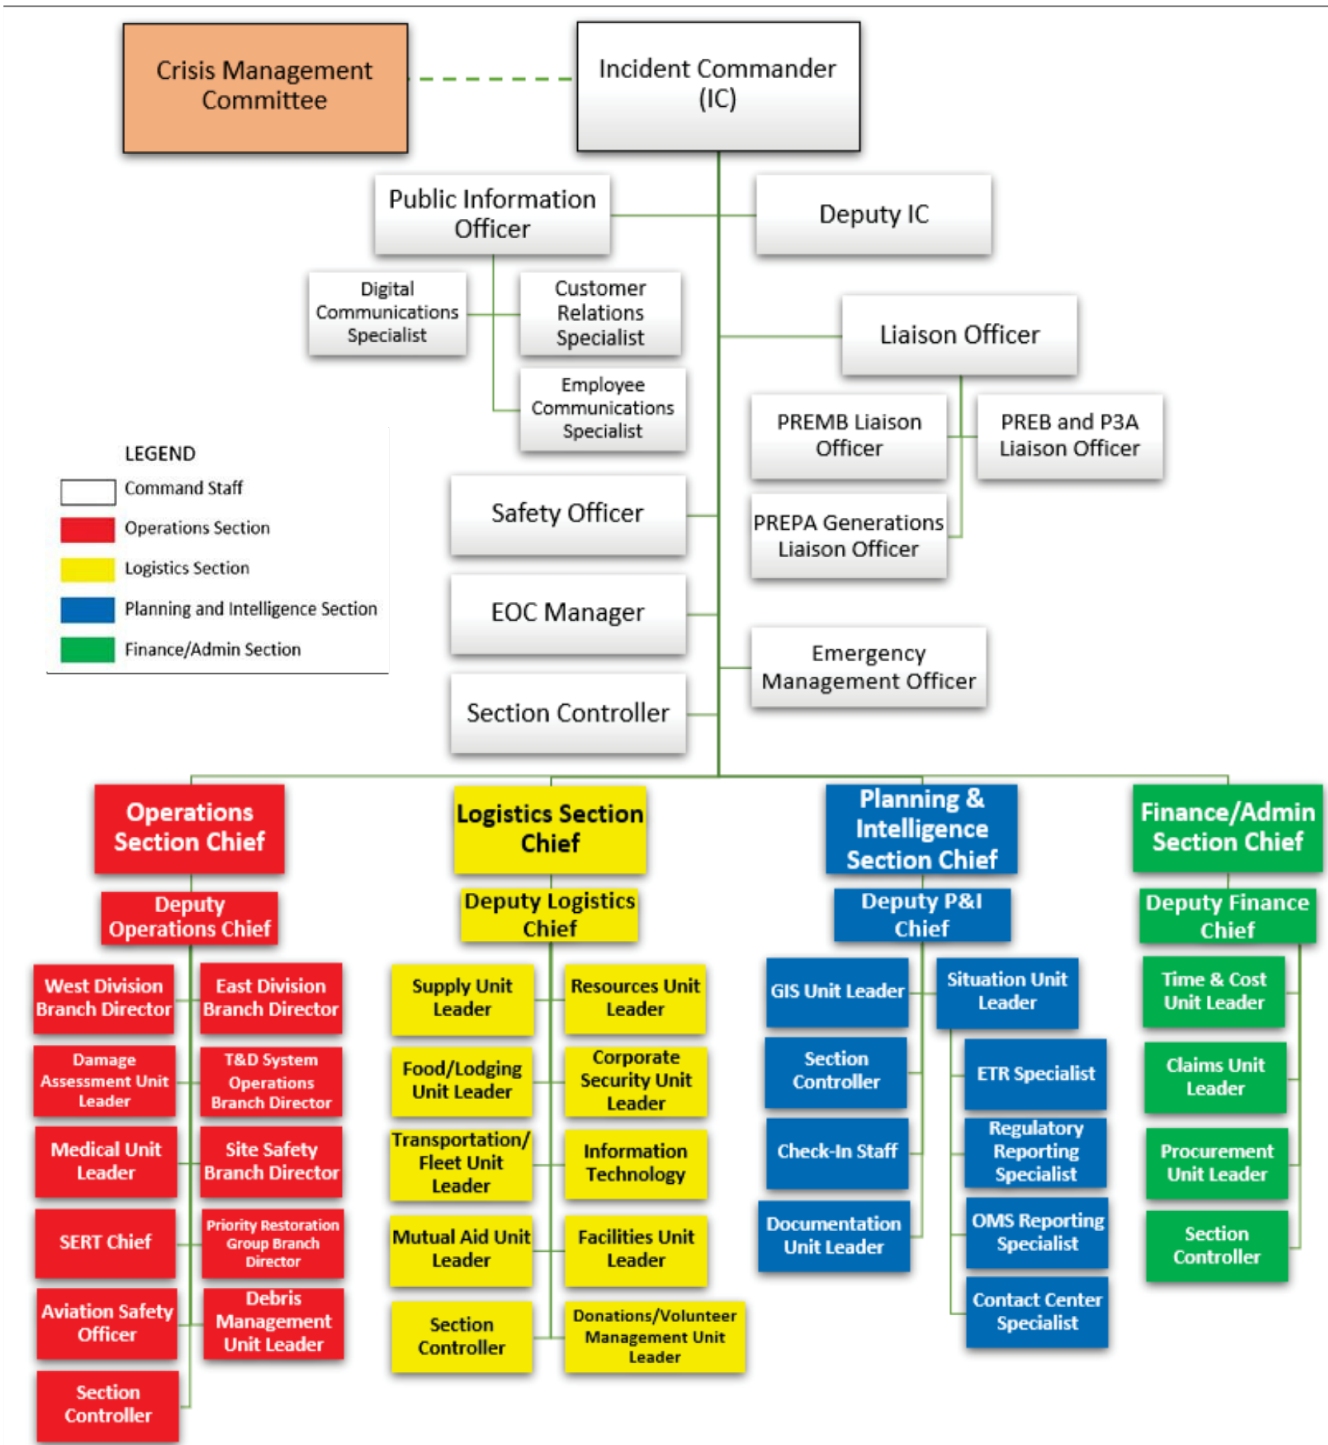 Crisis Management
Committee
Incident Commander
(IC)
Public Information
Officer
Deputy IC
Digital
Communications
Specialist
Customer
Relations
Specialist
Liaison Officer
Employee
Communications
Specialist
PREMB Liaison
Officer
PREB and P3A
Liaison Officer
LEGEND
Command Staff
Operations Section
Logistics Section
Planning and Intelligence Section
Finance/Admin Section
Safety Officer
PREPA Generations
Liaison Officer
EOC Manager
Emergency
Management Officer
Section Controller
Operations
Section Chief
Logistics Section
Chief
Planning &
Intelligence
Section Chief
Finance/Admin
Section Chief
Deputy
Operations Chief
Deputy Logistics
Chief
Deputy P&I
Chief
Deputy Finance
Chief
West Division
Branch Director
East Division
Branch Director
Damage
Assessment Unit
Leader
T&D System
Operations
Branch Director
Medical Unit
Leader
Site Safety
Branch Director
SERT Chief
Priority Restoration
Group Branch
Director
Aviation Safety
Officer
Debris
Management
Unit Leader
Section
Controller
Supply Unit
Leader
Resources Unit
Leader
Food/Lodging
Unit Leader
Corporate
Security Unit
Leader
Transportation/
Fleet Unit
Leader
Information
Technology
Mutual Aid Unit
Leader
Facilities Unit
Leader
Section
Controller
Donations/Volunteer
Management Unit
Leader
GIS Unit Leader
Situation Unit
Leader
Section
Controller
ETR Specialist
Check-In Staff
Regulatory
Reporting
Specialist
Documentation
Unit Leader
OMS Reporting
Specialist
Contact Center
Specialist
Time & Cost
Unit Leader
Claims Unit
Leader
Procurement
Unit Leader
Section
Controller